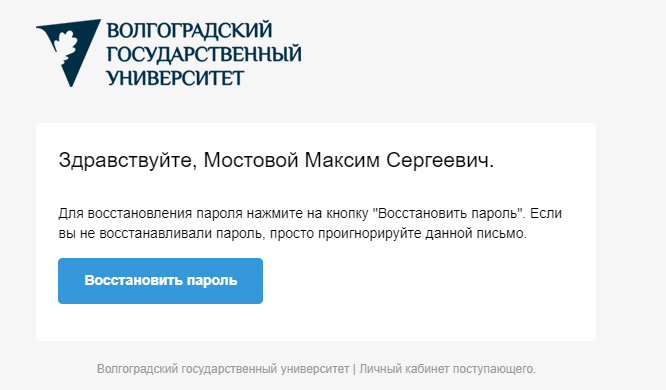 ВОЛГОГРАДСКИЙ
ГОСУДАРСТВЕННЫЙ
УНИВЕРСИТЕТ
Здравствуйте, Мостовой Максим Сергеевич.
Для восстановления пароля нажмите на кнопку "Восстановить пароль". Если
вы не восстанавливали пароль, просто проигнорируйте данной письмо.
Восстановить пароль
Волгоградский государственный университет | Личный кабинет поступающего.